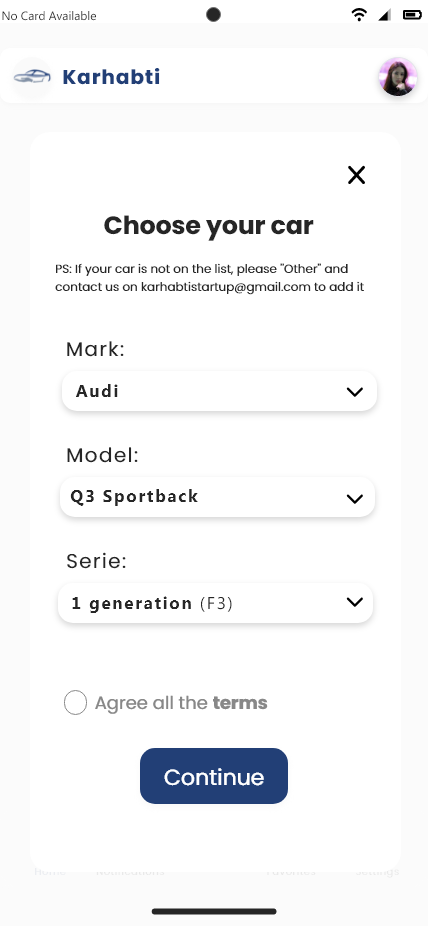 No Card Available
Karhabti
Choose your car
PS: If your car is not on the list, please "Other" and
contact us on karhabtistartup@gmail.com to add it
Mark:
Audi
Model:
Q3 Sportback
Serie:
1 generation (F3)
Agree all the terms
Continue
Home Notifications Favorites Settings